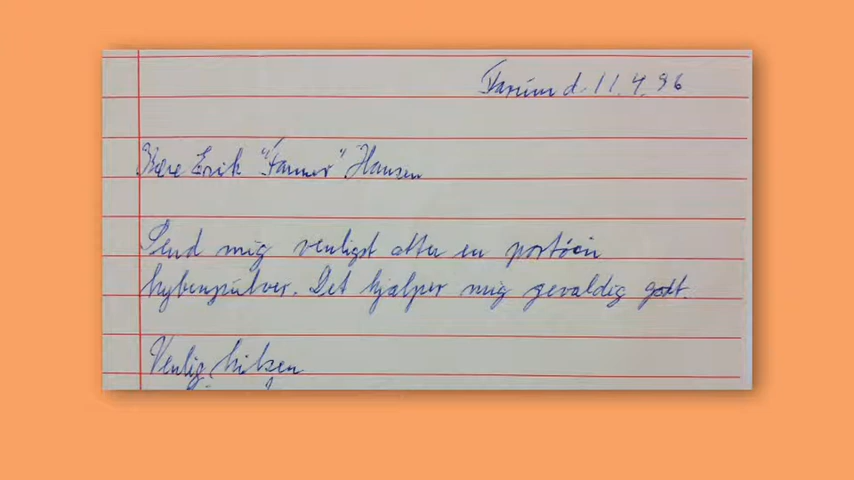 Farum d. 11.4.96
Kære Erik "Farmer" Hansen
Send mig venligst atter en portion
hybenpulver. Det hjælper mig gevaldig godt.
Venlig hilsen